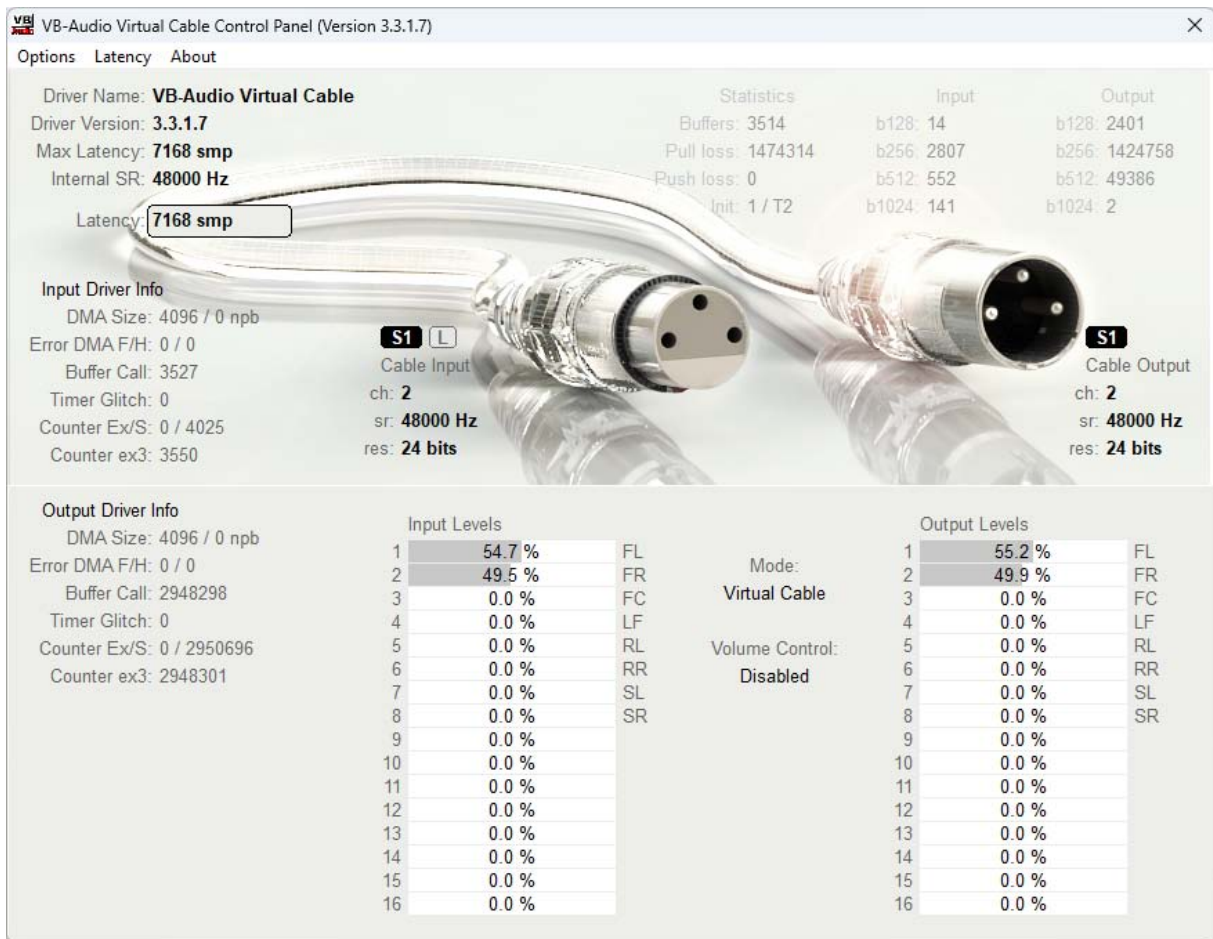 VB-Audio Virtual Cable Control Panel (Version 3.3.1.7)
Options Latency About
Driver Name: VB-Audio Virtual Cable
Driver Version: 3.3.1.7
Max Latency: 7168 smp
Internal SR: 48000 Hz
Latency: 7168 smp
Statistics Input Output
Buffers: 3514 b128: 14 b128: 2401
Pull loss: 1474314 b256: 2807 b256: 1424758
Push loss: 0 b512: 552 b512: 49386
Init: 1 / T2 b1024: 141 b1024: 2
Input Driver Info
DMA Size: 4096 / 0 npb
Error DMA F/H: 0 / 0
Buffer Call: 3527
Timer Glitch: 0
Counter Ex/S: 0 / 4025
Counter ex3: 3550
S1 L
Cable Input
ch: 2
sr: 48000 Hz
res: 24 bits
S1
Cable Output
ch: 2
sr: 48000 Hz
res: 24 bits
Output Driver Info
DMA Size: 4096 / 0 npb
Error DMA F/H: 0 / 0
Buffer Call: 2948298
Timer Glitch: 0
Counter Ex/S: 0 / 2950696
Counter ex3: 2948301
Input Levels
1 54.7 % FL
2 49.5 % FR
3 0.0 % FC
4 0.0 % LF
5 0.0 % RL
6 0.0 % RR
7 0.0 % SL
8 0.0 % SR
9 0.0 %
10 0.0 %
11 0.0 %
12 0.0 %
13 0.0 %
14 0.0 %
15 0.0 %
16 0.0 %
Mode:
Virtual Cable
Volume Control:
Disabled
Output Levels
1 55.2 % FL
2 49.9 % FR
3 0.0 % FC
4 0.0 % LF
5 0.0 % RL
6 0.0 % RR
7 0.0 % SL
8 0.0 % SR
9 0.0 %
10 0.0 %
11 0.0 %
12 0.0 %
13 0.0 %
14 0.0 %
15 0.0 %
16 0.0 %